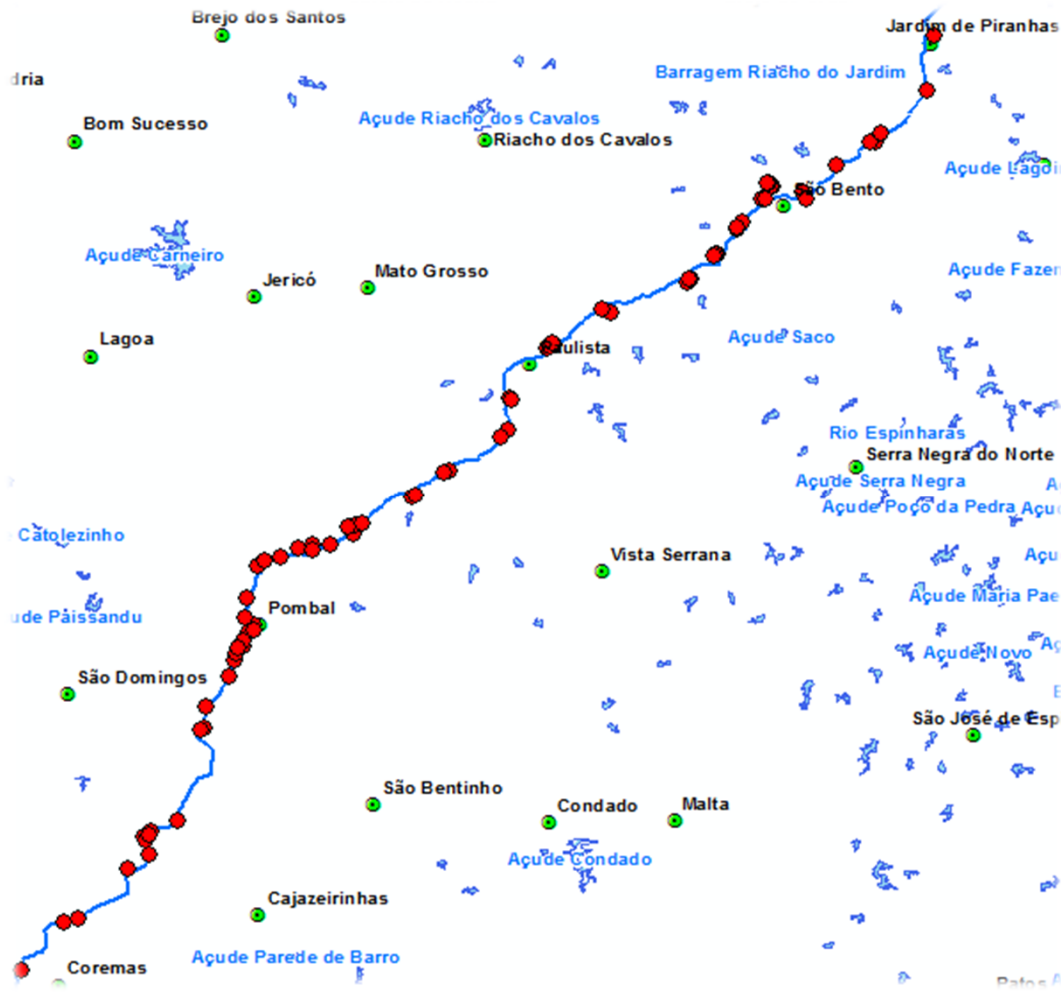 Brejo dos Santos
Jardim de Piranhas
dria
Barragem Riacho do Jardim
Bom Sucesso
Açude Riacho dos Cavalos
Riacho dos Cavalos
Açude Lagoi
São Bento
Açude Carneiro
Jericó
Mato Grosso
Açude Fazen
Lagoa
Paulista
Açude Saco
Rio Espinharas
Serra Negra do Norte
Açude Serra Negra
A
Açude Poço da Pedra
Açu
Catolezinho
Vista Serrana
Açu
ude Paissandu
Pombal
Açude Maria Pae
Açude Novo
Aç
São Domingos
E
São José de Esp
São Bentinho
Condado
Malta
Açude Condado
Cajazeirinhas
Açude Parede de Barro
Coremas
Patos
A